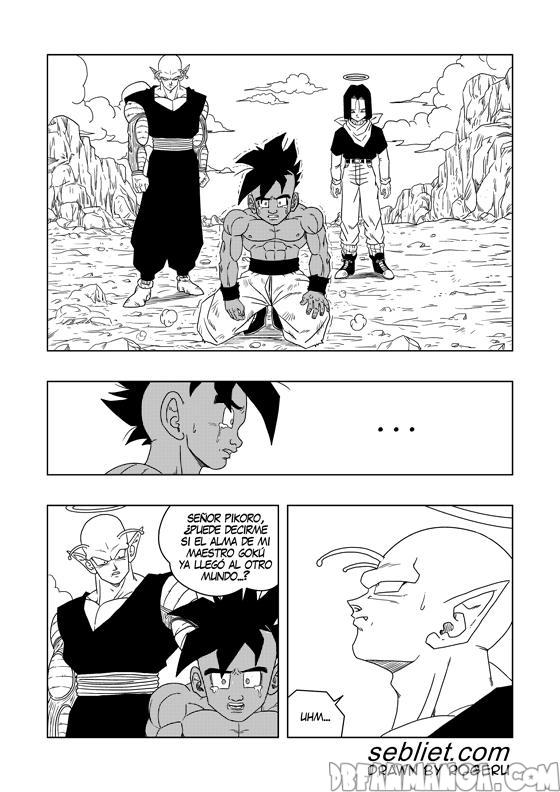 ...
SEÑOR PIKORO,
¿PUEDE DECIRME
SI EL ALMA DE
MI
MAESTRO GOKÚ
YA LLEGÓ AL OTRO
MUNDO...?
UHM...
sebliet.com
DRAWN BY ROGERU
DBFANMANGA.COM